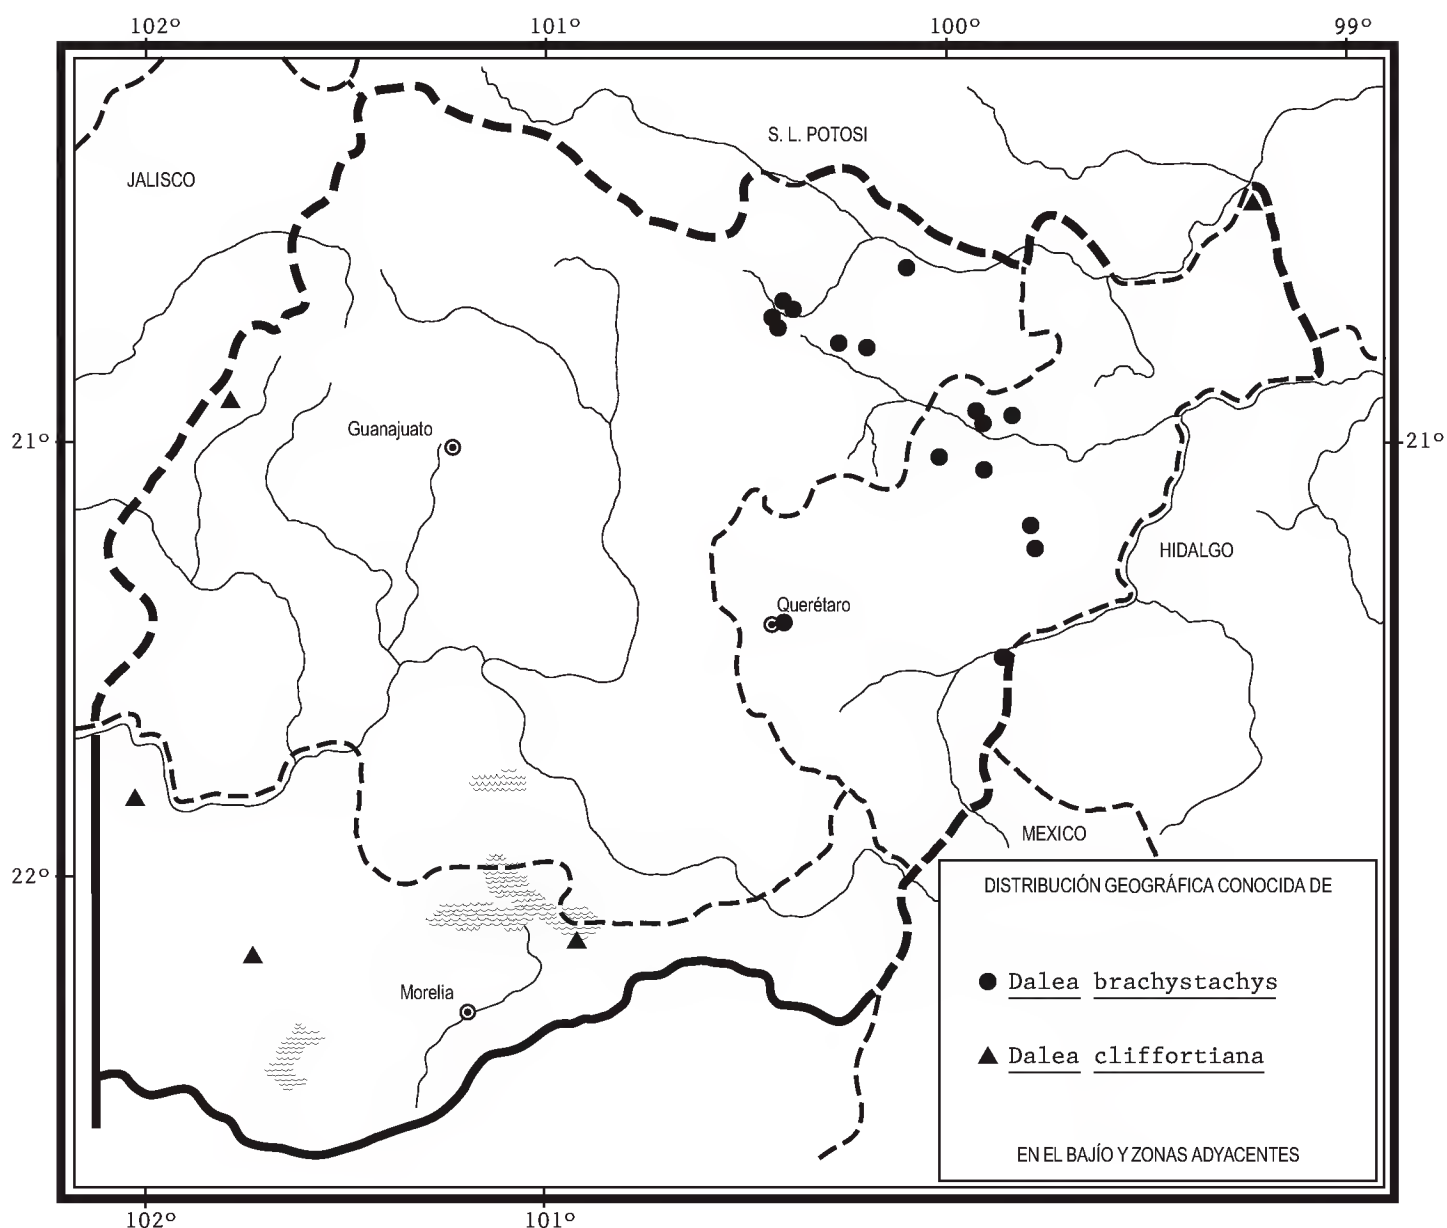 102º 101º 100º 99º
S. L. POTOSI
JALISCO
Guanajuato
21º 21º
HIDALGO
Querétaro
MEXICO
22º
DISTRIBUCIÓN GEOGRÁFICA CONOCIDA DE
Dalea brachystachys
Morelia
Dalea cliffortiana
EN EL BAJÍO Y ZONAS ADYACENTES
102º 101º